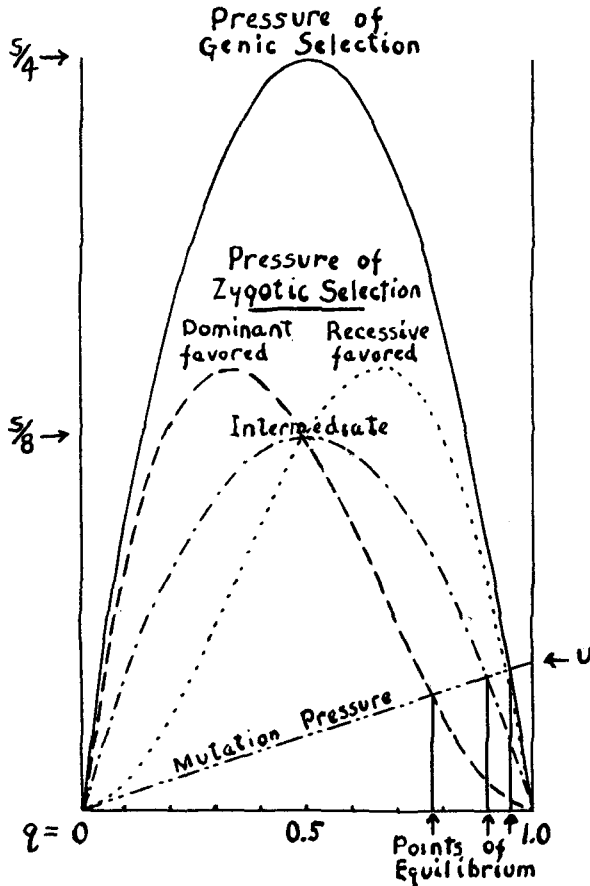 Pressure of
Genic Selection
S/4 →
Pressure of
Zygotic Selection
Dominant
favored
Recessive
favored
S/8 →
Intermediate
← u
Mutation Pressure
q = 0
0.5
1.0
Points of
Equilibrium